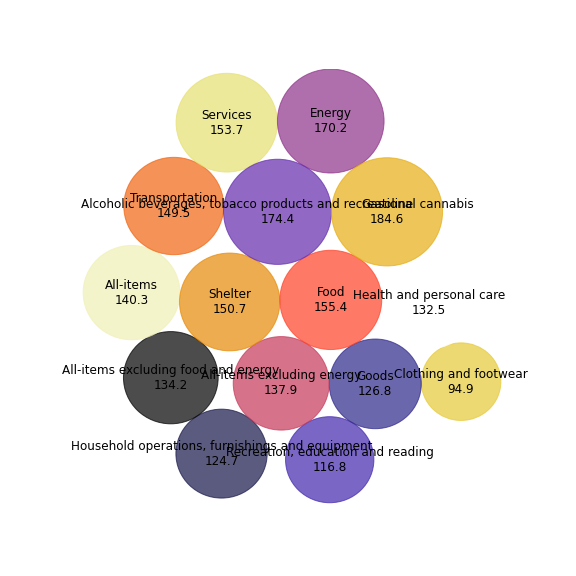 Services
153.7
Energy
170.2
Transportation
149.5
Alcoholic beverages, tobacco products and recreational cannabis
174.4
Gasoline
184.6
All-items
140.3
Shelter
150.7
Food
155.4
Health and personal care
132.5
All-items excluding food and energy
134.2
All-items excluding energy
137.9
Goods
126.8
Clothing and footwear
94.9
Household operations, furnishings and equipment
124.7
Recreation, education and reading
116.8